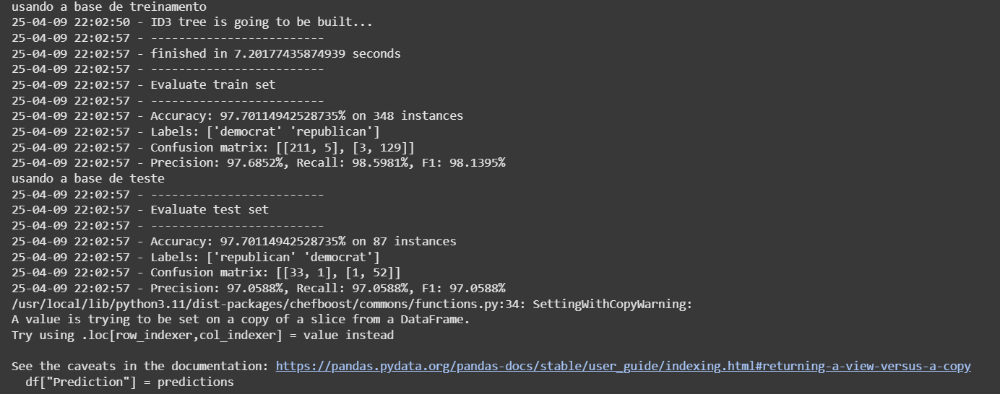 usando a base de treinamento
25-04-09 22:02:50 - ID3 tree is going to be built...
25-04-09 22:02:57 - -------------------------
25-04-09 22:02:57 - finished in 7.20177435874939 seconds
25-04-09 22:02:57 - -------------------------
25-04-09 22:02:57 - Evaluate train set
25-04-09 22:02:57 - -------------------------
25-04-09 22:02:57 - Accuracy: 97.70114942528735% on 348 instances
25-04-09 22:02:57 - Labels: ['democrat' 'republican']
25-04-09 22:02:57 - Confusion matrix: [[211, 5], [3, 129]]
25-04-09 22:02:57 - Precision: 97.6852%, Recall: 98.5981%, F1: 98.1395%
usando a base de teste
25-04-09 22:02:57 - -------------------------
25-04-09 22:02:57 - Evaluate test set
25-04-09 22:02:57 - -------------------------
25-04-09 22:02:57 - Accuracy: 97.70114942528735% on 87 instances
25-04-09 22:02:57 - Labels: ['republican' 'democrat']
25-04-09 22:02:57 - Confusion matrix: [[33, 1], [1, 52]]
25-04-09 22:02:57 - Precision: 97.0588%, Recall: 97.0588%, F1: 97.0588%
/usr/local/lib/python3.11/dist-packages/chefboost/commons/functions.py:34: SettingWithCopyWarning:
A value is trying to be set on a copy of a slice from a DataFrame.
Try using .loc[row_indexer,col_indexer] = value instead

See the caveats in the documentation: https://pandas.pydata.org/pandas-docs/stable/user_guide/indexing.html#returning-a-view-versus-a-copy
  df["Prediction"] = predictions